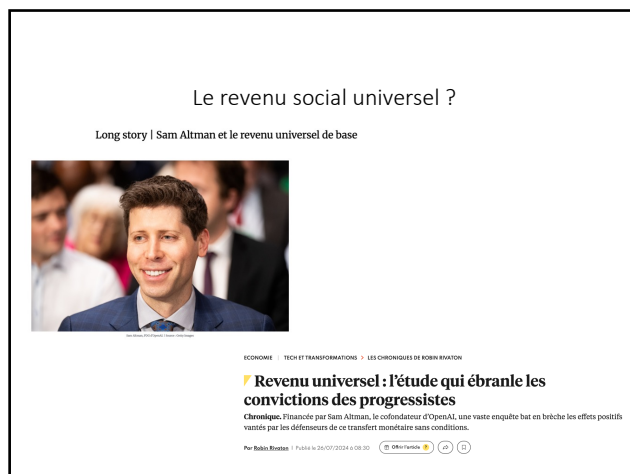 Le revenu social universel ?
Long story | Sam Altman et le revenu universel de base
ECONOMIE | TECH ET TRANSFORMATIONS > LES CHRONIQUES DE ROBIN RIVATON
Revenu universel : l’étude qui ébranle les
convictions des progressistes
Chronique. Financée par Sam Altman, le cofondateur d’OpenAI, une vaste enquête bat en brèche les effets positifs
vantés par les défenseurs de ce transfert monétaire sans conditions.
Par Robin Rivaton | Publié le 26/07/2024 à 08:30 Offrir l’article